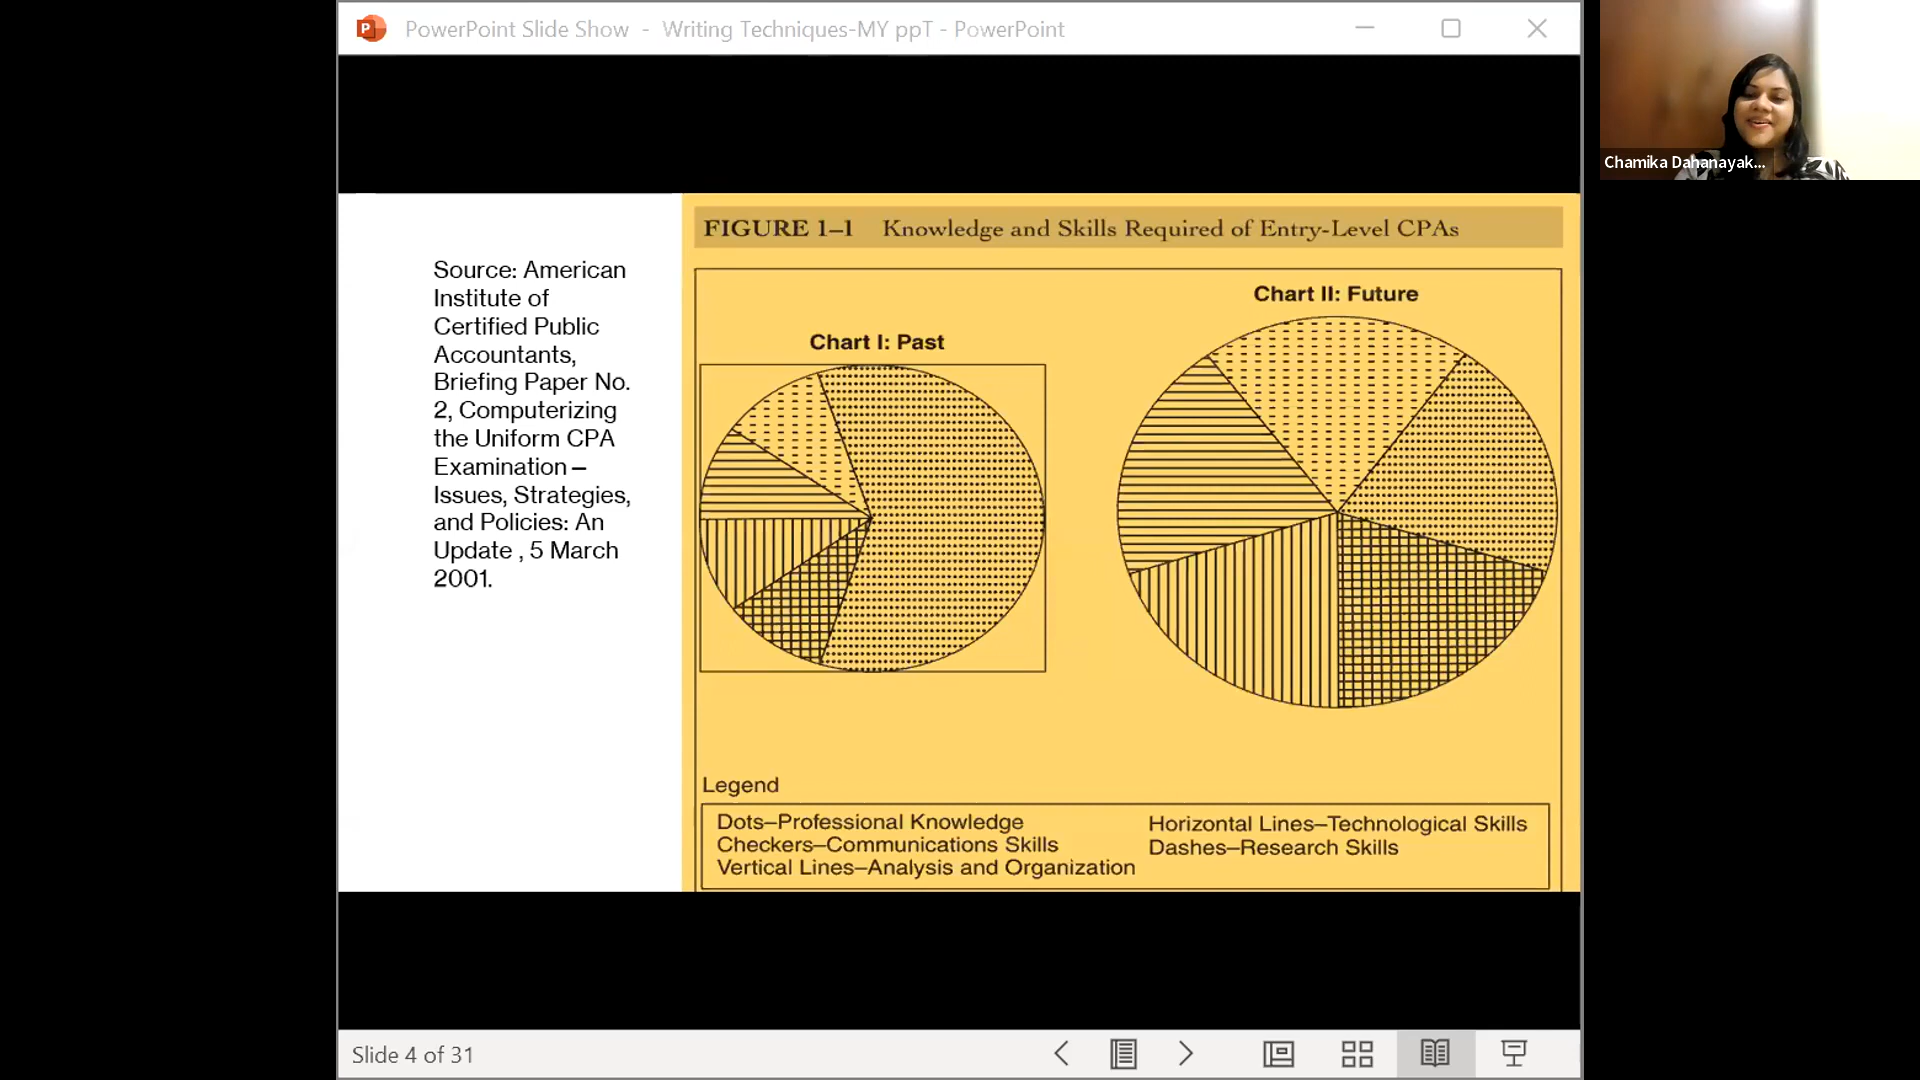 PowerPoint Slide Show - Writing Techniques-MY ppT - PowerPoint
Chamika Dahanayak...
Source: American
Institute of
Certified Public
Accountants,
Briefing Paper No.
2, Computerizing
the Uniform CPA
Examination—
Issues, Strategies,
and Policies: An
Update , 5 March
2001.
FIGURE 1–1 Knowledge and Skills Required of Entry-Level CPAs
Chart I: Past
Chart II: Future
Legend
Dots–Professional Knowledge
Checkers–Communications Skills
Vertical Lines–Analysis and Organization
Horizontal Lines–Technological Skills
Dashes–Research Skills
Slide 4 of 31